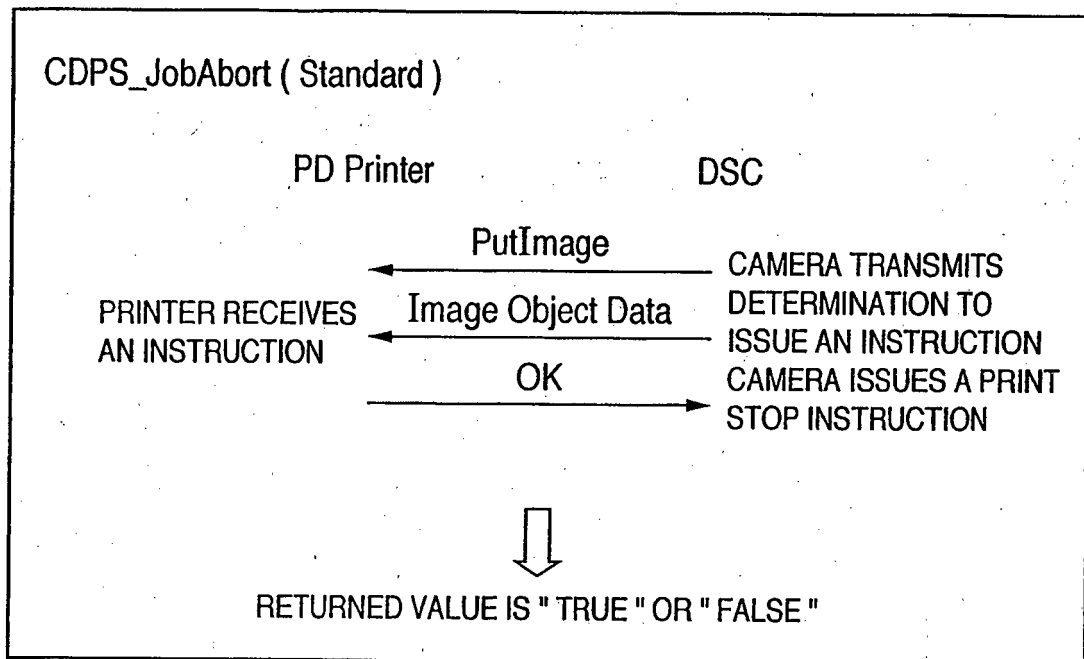 CDPS_JobAbort ( Standard )
PD Printer
DSC
PutImage
Image Object Data
OK
PRINTER RECEIVES
AN INSTRUCTION
CAMERA TRANSMITS
DETERMINATION TO
ISSUE AN INSTRUCTION
CAMERA ISSUES A PRINT
STOP INSTRUCTION
RETURNED VALUE IS " TRUE " OR " FALSE "